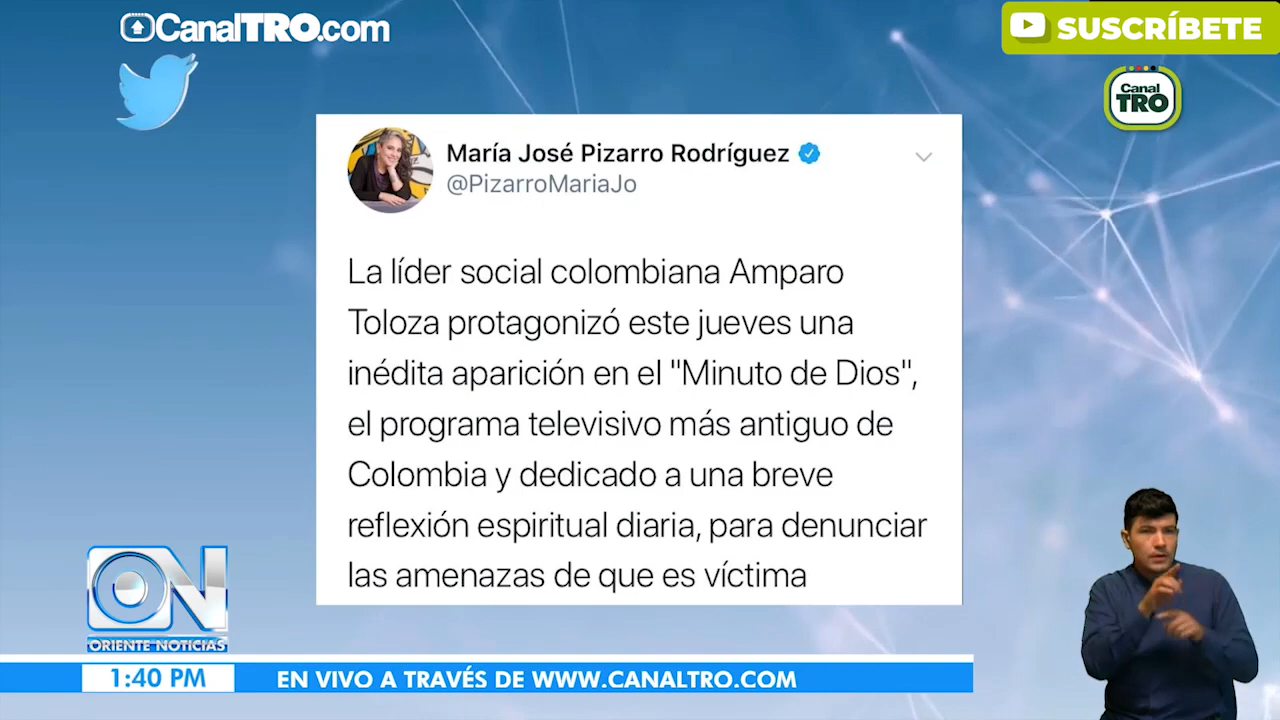 CanalTRO.com
SUSCRÍBETE
Canal
TRO
María José Pizarro Rodríguez
@PizarroMariaJo
La líder social colombiana Amparo
Toloza protagonizó este jueves una
inédita aparición en el "Minuto de Dios",
el programa televisivo más antiguo de
Colombia y dedicado a una breve
reflexión espiritual diaria, para denunciar
las amenazas de que es víctima
ON
ORIENTE NOTICIAS
1:40 PM
EN VIVO A TRAVÉS DE WWW.CANALTRO.COM